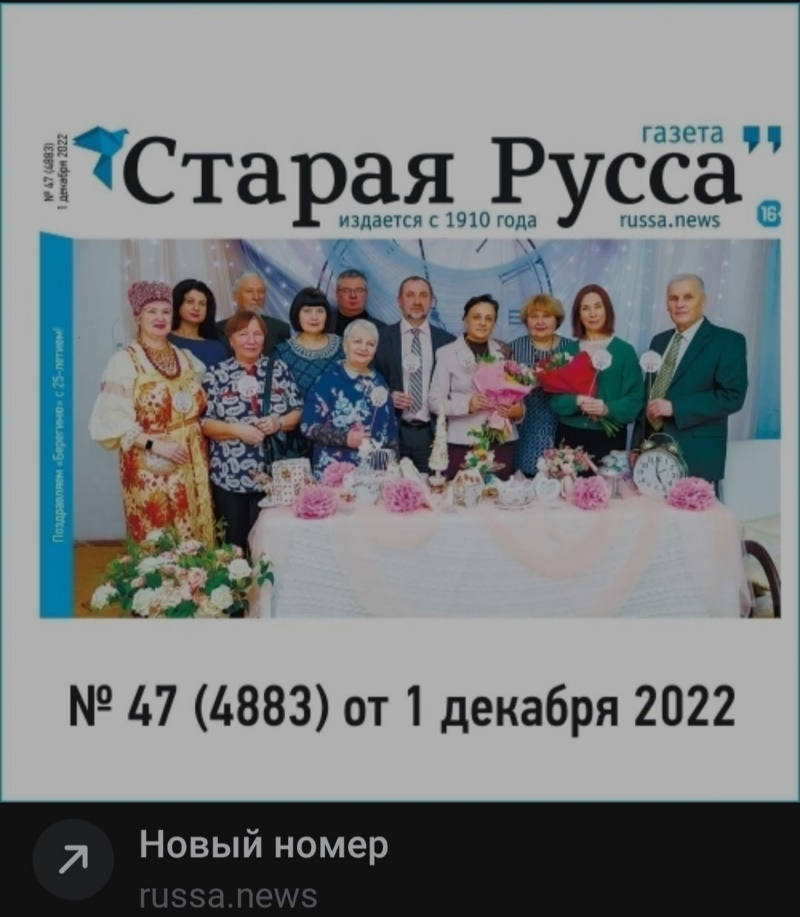 № 47 (4883)
1 декабря 2022
газета
Старая Русса
издается с 1910 года
russa.news
16+
Поздравляем «Берегиню» с 25-летием!
№ 47 (4883) от 1 декабря 2022
Новый номер
russa.news